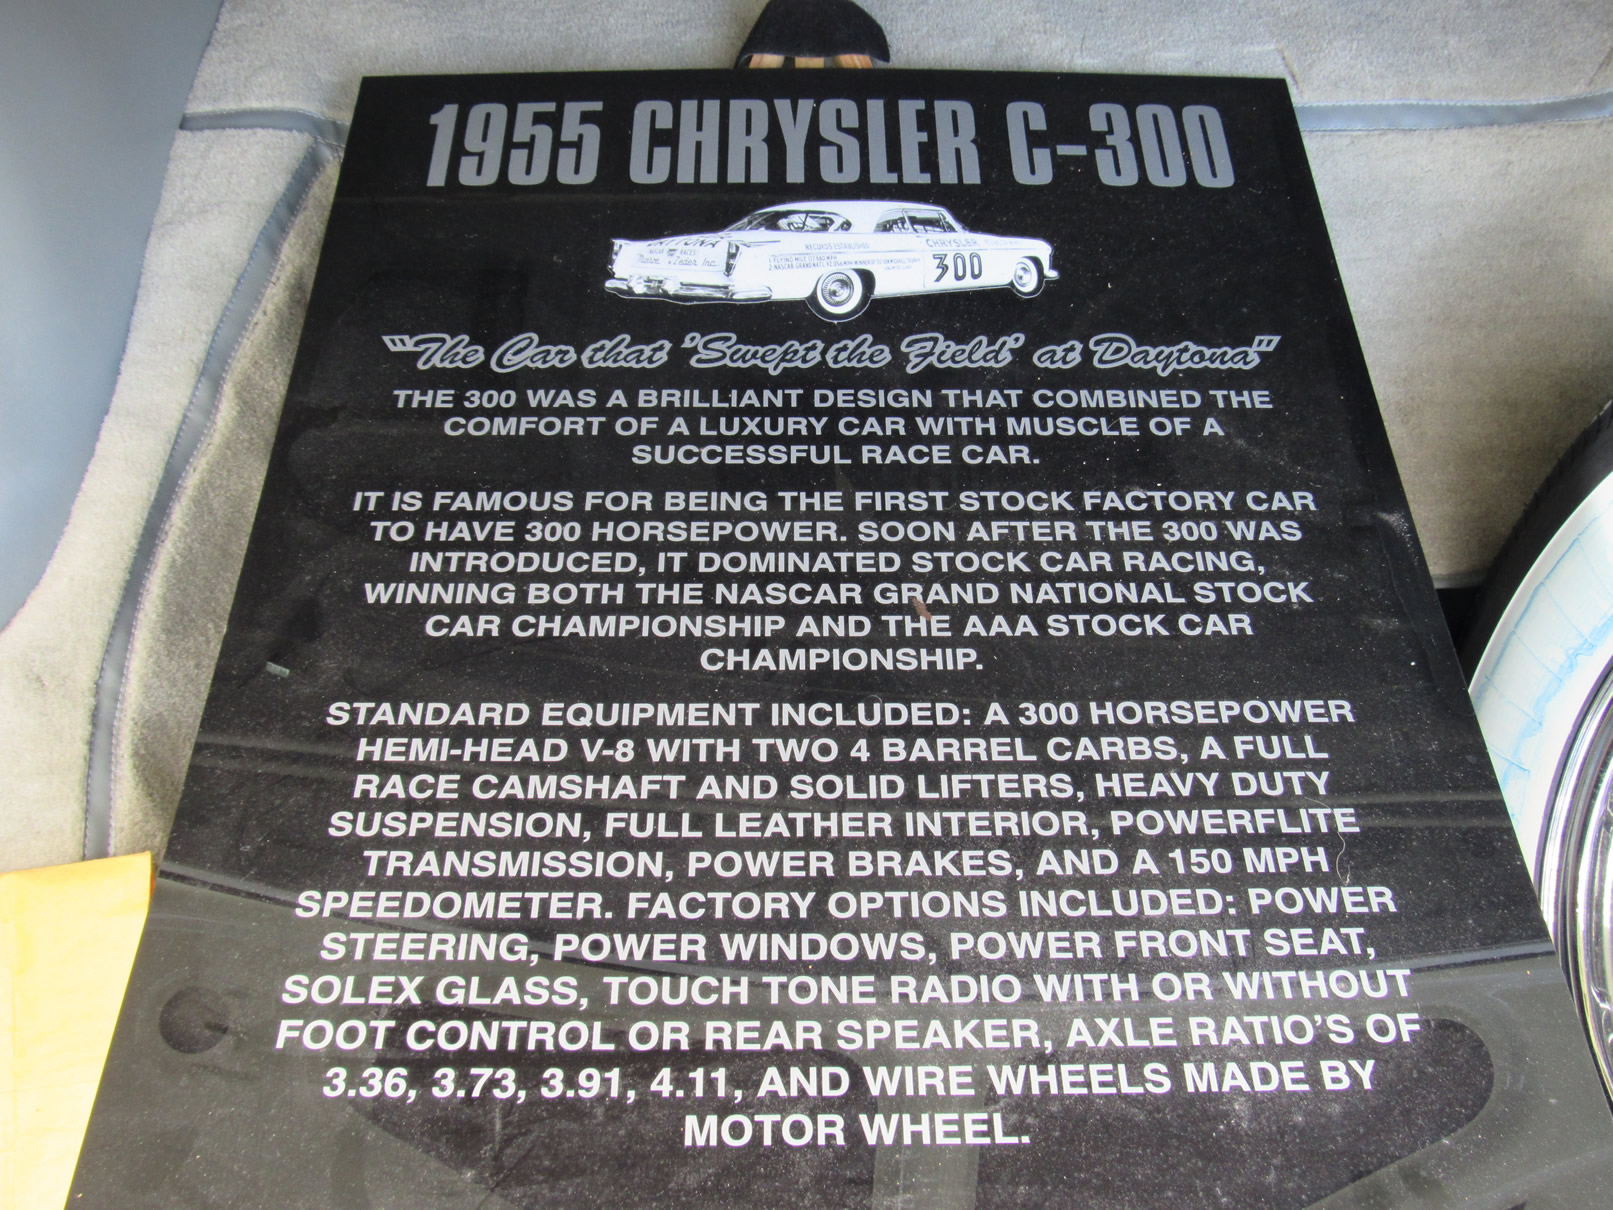 1955 CHRYSLER C-300
DAYTONA
RECORDS ESTABLISHED
CHRYSLER
300
"The Car that 'Swept the Field' at Daytona"
THE 300 WAS A BRILLIANT DESIGN THAT COMBINED THE
COMFORT OF A LUXURY CAR WITH MUSCLE OF A
SUCCESSFUL RACE CAR.
IT IS FAMOUS FOR BEING THE FIRST STOCK FACTORY CAR
TO HAVE 300 HORSEPOWER. SOON AFTER THE 300 WAS
INTRODUCED, IT DOMINATED STOCK CAR RACING,
WINNING BOTH THE NASCAR GRAND NATIONAL STOCK
CAR CHAMPIONSHIP AND THE AAA STOCK CAR
CHAMPIONSHIP.
STANDARD EQUIPMENT INCLUDED: A 300 HORSEPOWER
HEMI-HEAD V-8 WITH TWO 4 BARREL CARBS, A FULL
RACE CAMSHAFT AND SOLID LIFTERS, HEAVY DUTY
SUSPENSION, FULL LEATHER INTERIOR, POWERFLITE
TRANSMISSION, POWER BRAKES, AND A 150 MPH
SPEEDOMETER. FACTORY OPTIONS INCLUDED: POWER
STEERING, POWER WINDOWS, POWER FRONT SEAT,
SOLEX GLASS, TOUCH TONE RADIO WITH OR WITHOUT
FOOT CONTROL OR REAR SPEAKER, AXLE RATIO'S OF
3.36, 3.73, 3.91, 4.11, AND WIRE WHEELS MADE BY
MOTOR WHEEL.